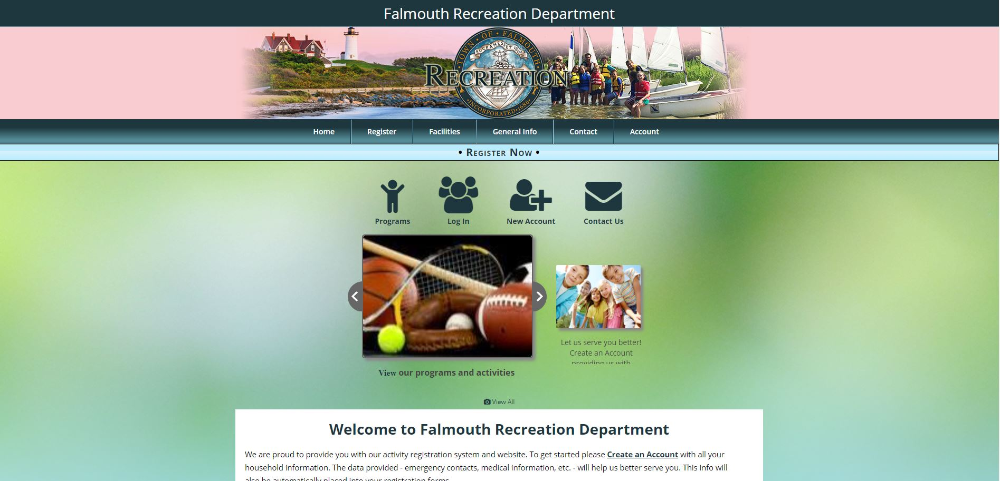 Falmouth Recreation Department
TOWN • OF • FALMOUTH
SUCKANESSET 1602
RECREATION
INCORPORATED • 1686
Home
Register
Facilities
General Info
Contact
Account
• Register Now •
Programs
Log In
New Account
Contact Us
Let us serve you better!
Create an Account
providing us with
View our programs and activities
View All
Welcome to Falmouth Recreation Department
We are proud to provide you with our activity registration system and website. To get started please Create an Account with all your
household information. The data provided - emergency contacts, medical information, etc. - will help us better serve you. This info will
also be automatically placed into your registration forms.